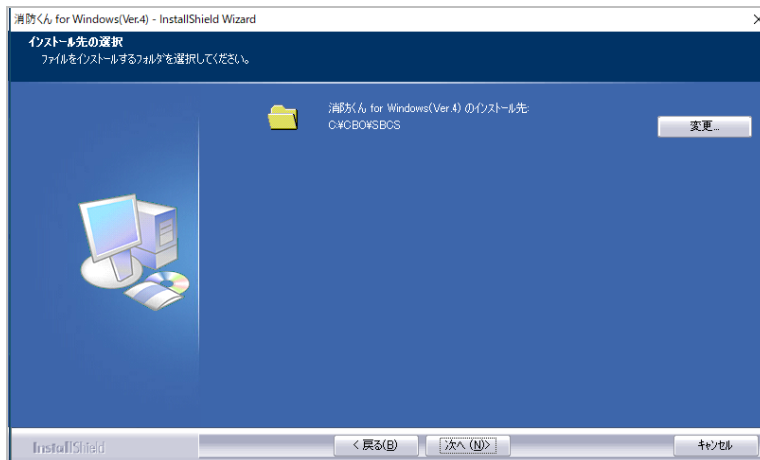 消防くん for Windows(Ver.4) - InstallShield Wizard
インストール先の選択
ファイルをインストールするフォルダを選択してください。
消防くん for Windows(Ver.4) のインストール先:
C:¥CBO¥SBCS
変更...
InstallShield
< 戻る(B)
次へ (N)>
キャンセル